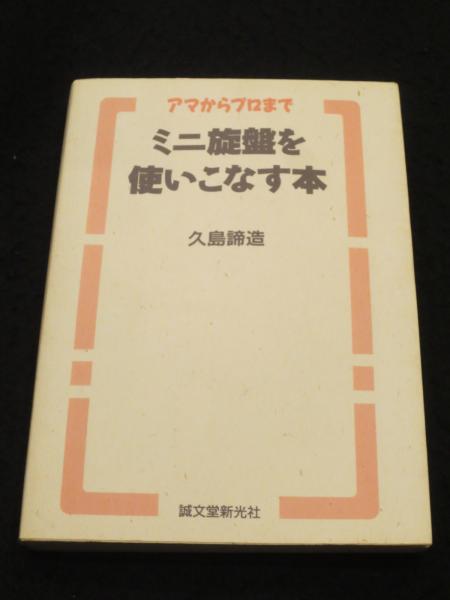 アマからプロまで
ミニ旋盤を
使いこなす本
久島諦造
誠文堂新光社